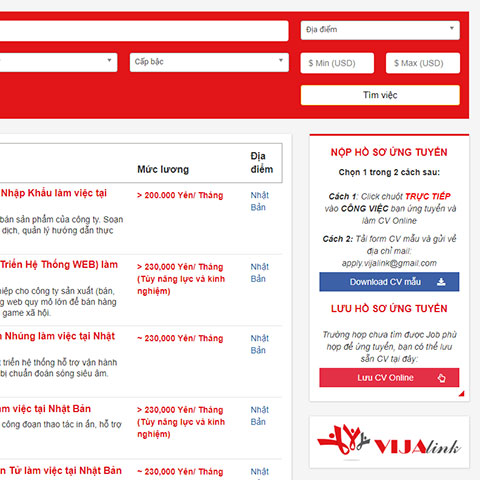 Địa điểm
Cấp bậc
$ Min (USD)
$ Max (USD)
Tìm việc
Mức lương
Địa
điểm
Nhập Khẩu làm việc tại
bán sản phẩm của công ty. Soạn
dịch, quản lý hướng dẫn thực
> 200.000 Yên/ Tháng
Nhật
Bản
Triển Hệ Thống WEB) làm
iệp cho công ty sản xuất (bán,
ng web quy mô lớn để bán hàng
game xã hội.
> 230,000 Yên/ Tháng
(Tùy năng lực và kinh
nghiệm)
Nhật
Bản
n Nhúng làm việc tại Nhật
t triển hệ thống hỗ trợ vận hành
bị chuẩn đoán sóng siêu âm.
~ 230,000 Yên/ Tháng
Nhật
Bản
àm việc tại Nhật Bản
công đoạn thao tác in ấn, hỗ trợ
> 230,000 Yên/ Tháng
(Tùy năng lực và kinh
nghiệm)
Nhật
Bản
n Tử làm việc tại Nhật Bản
~ 230,000 Yên/ Tháng
Nhật
NỘP HỒ SƠ ỨNG TUYỂN
Chọn 1 trong 2 cách sau:
Cách 1: Click chuột TRỰC TIẾP
vào CÔNG VIỆC bạn ứng tuyển và
làm CV Online
Cách 2: Tải form CV mẫu và gửi về
địa chỉ mail:
apply.vijalink@gmail.com
Download CV mẫu
LƯU HỒ SƠ ỨNG TUYỂN
Trường hợp chưa tìm được Job phù
hợp để ứng tuyển, bạn có thể lưu
sẵn CV tại đây:
Lưu CV Online
VIJAlink